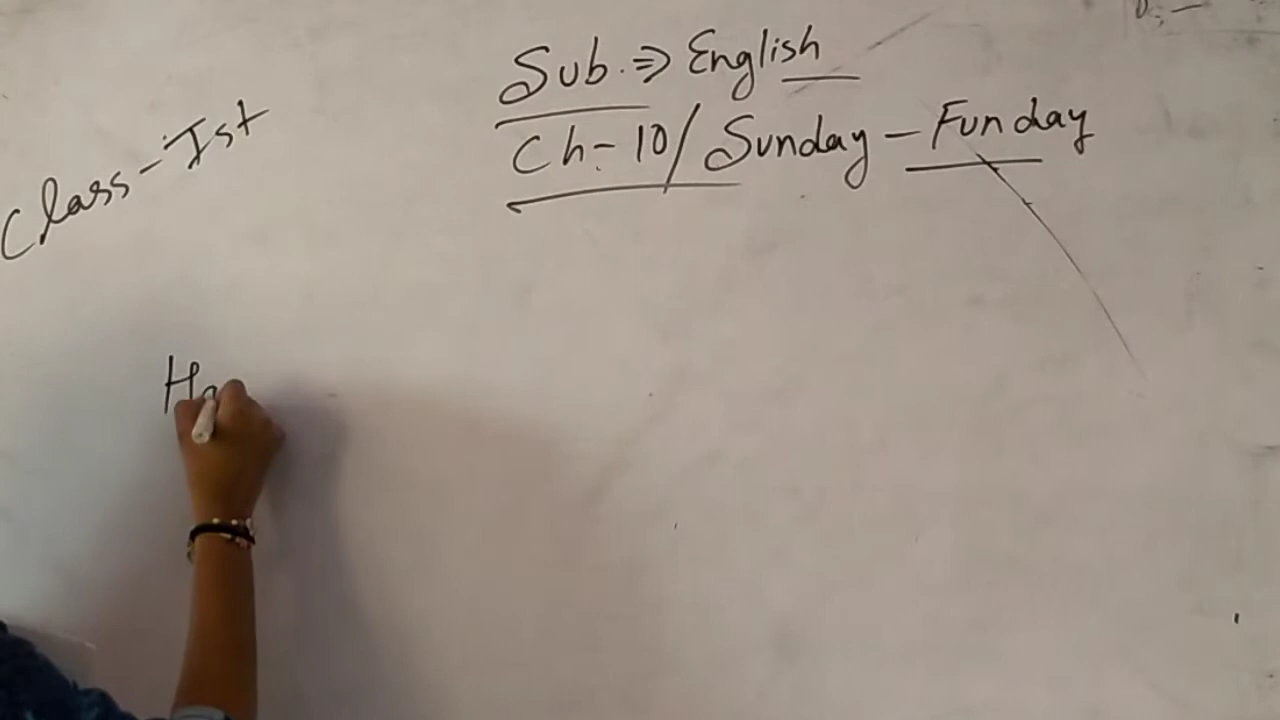 Sub. ⇒ English
Ch - 10 / Sunday - Funday
Class - Ist